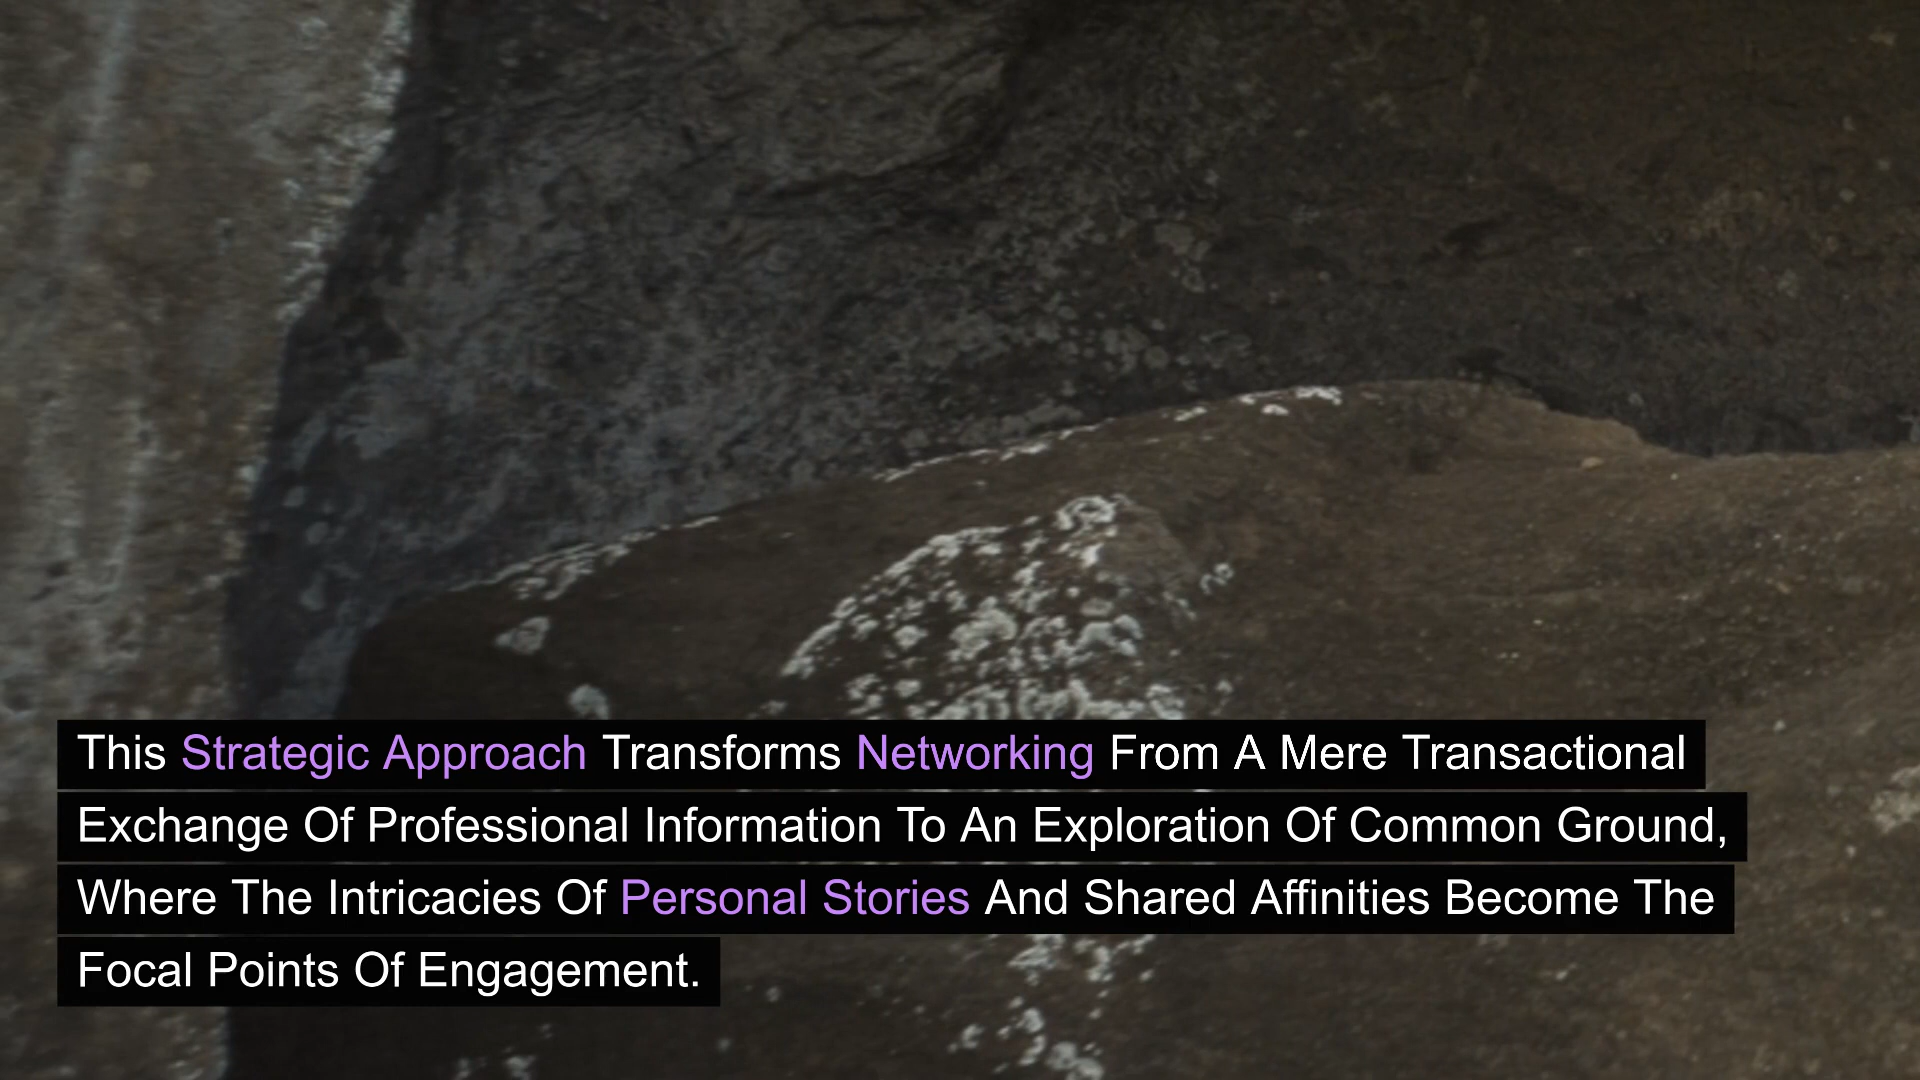 This Strategic Approach Transforms Networking From A Mere Transactional
Exchange Of Professional Information To An Exploration Of Common Ground,
Where The Intricacies Of Personal Stories And Shared Affinities Become The
Focal Points Of Engagement.